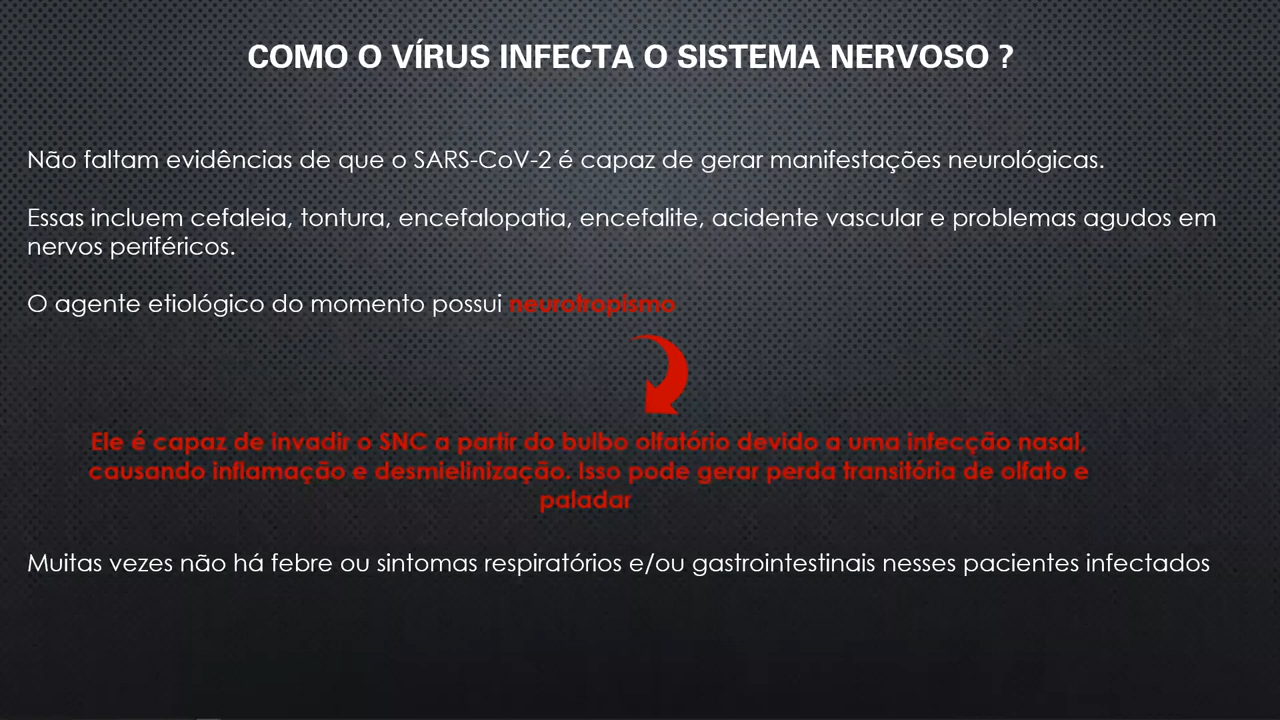 COMO O VÍRUS INFECTA O SISTEMA NERVOSO ?
Não faltam evidências de que o SARS-CoV-2 é capaz de gerar manifestações neurológicas.
Essas incluem cefaleia, tontura, encefalopatia, encefalite, acidente vascular e problemas agudos em
nervos periféricos.
O agente etiológico do momento possui neurotropismo
Ele é capaz de invadir o SNC a partir do bulbo olfatório devido a uma infecção nasal,
causando inflamação e desmielinização. Isso pode gerar perda transitória de olfato e
paladar
Muitas vezes não há febre ou sintomas respiratórios e/ou gastrointestinais nesses pacientes infectados